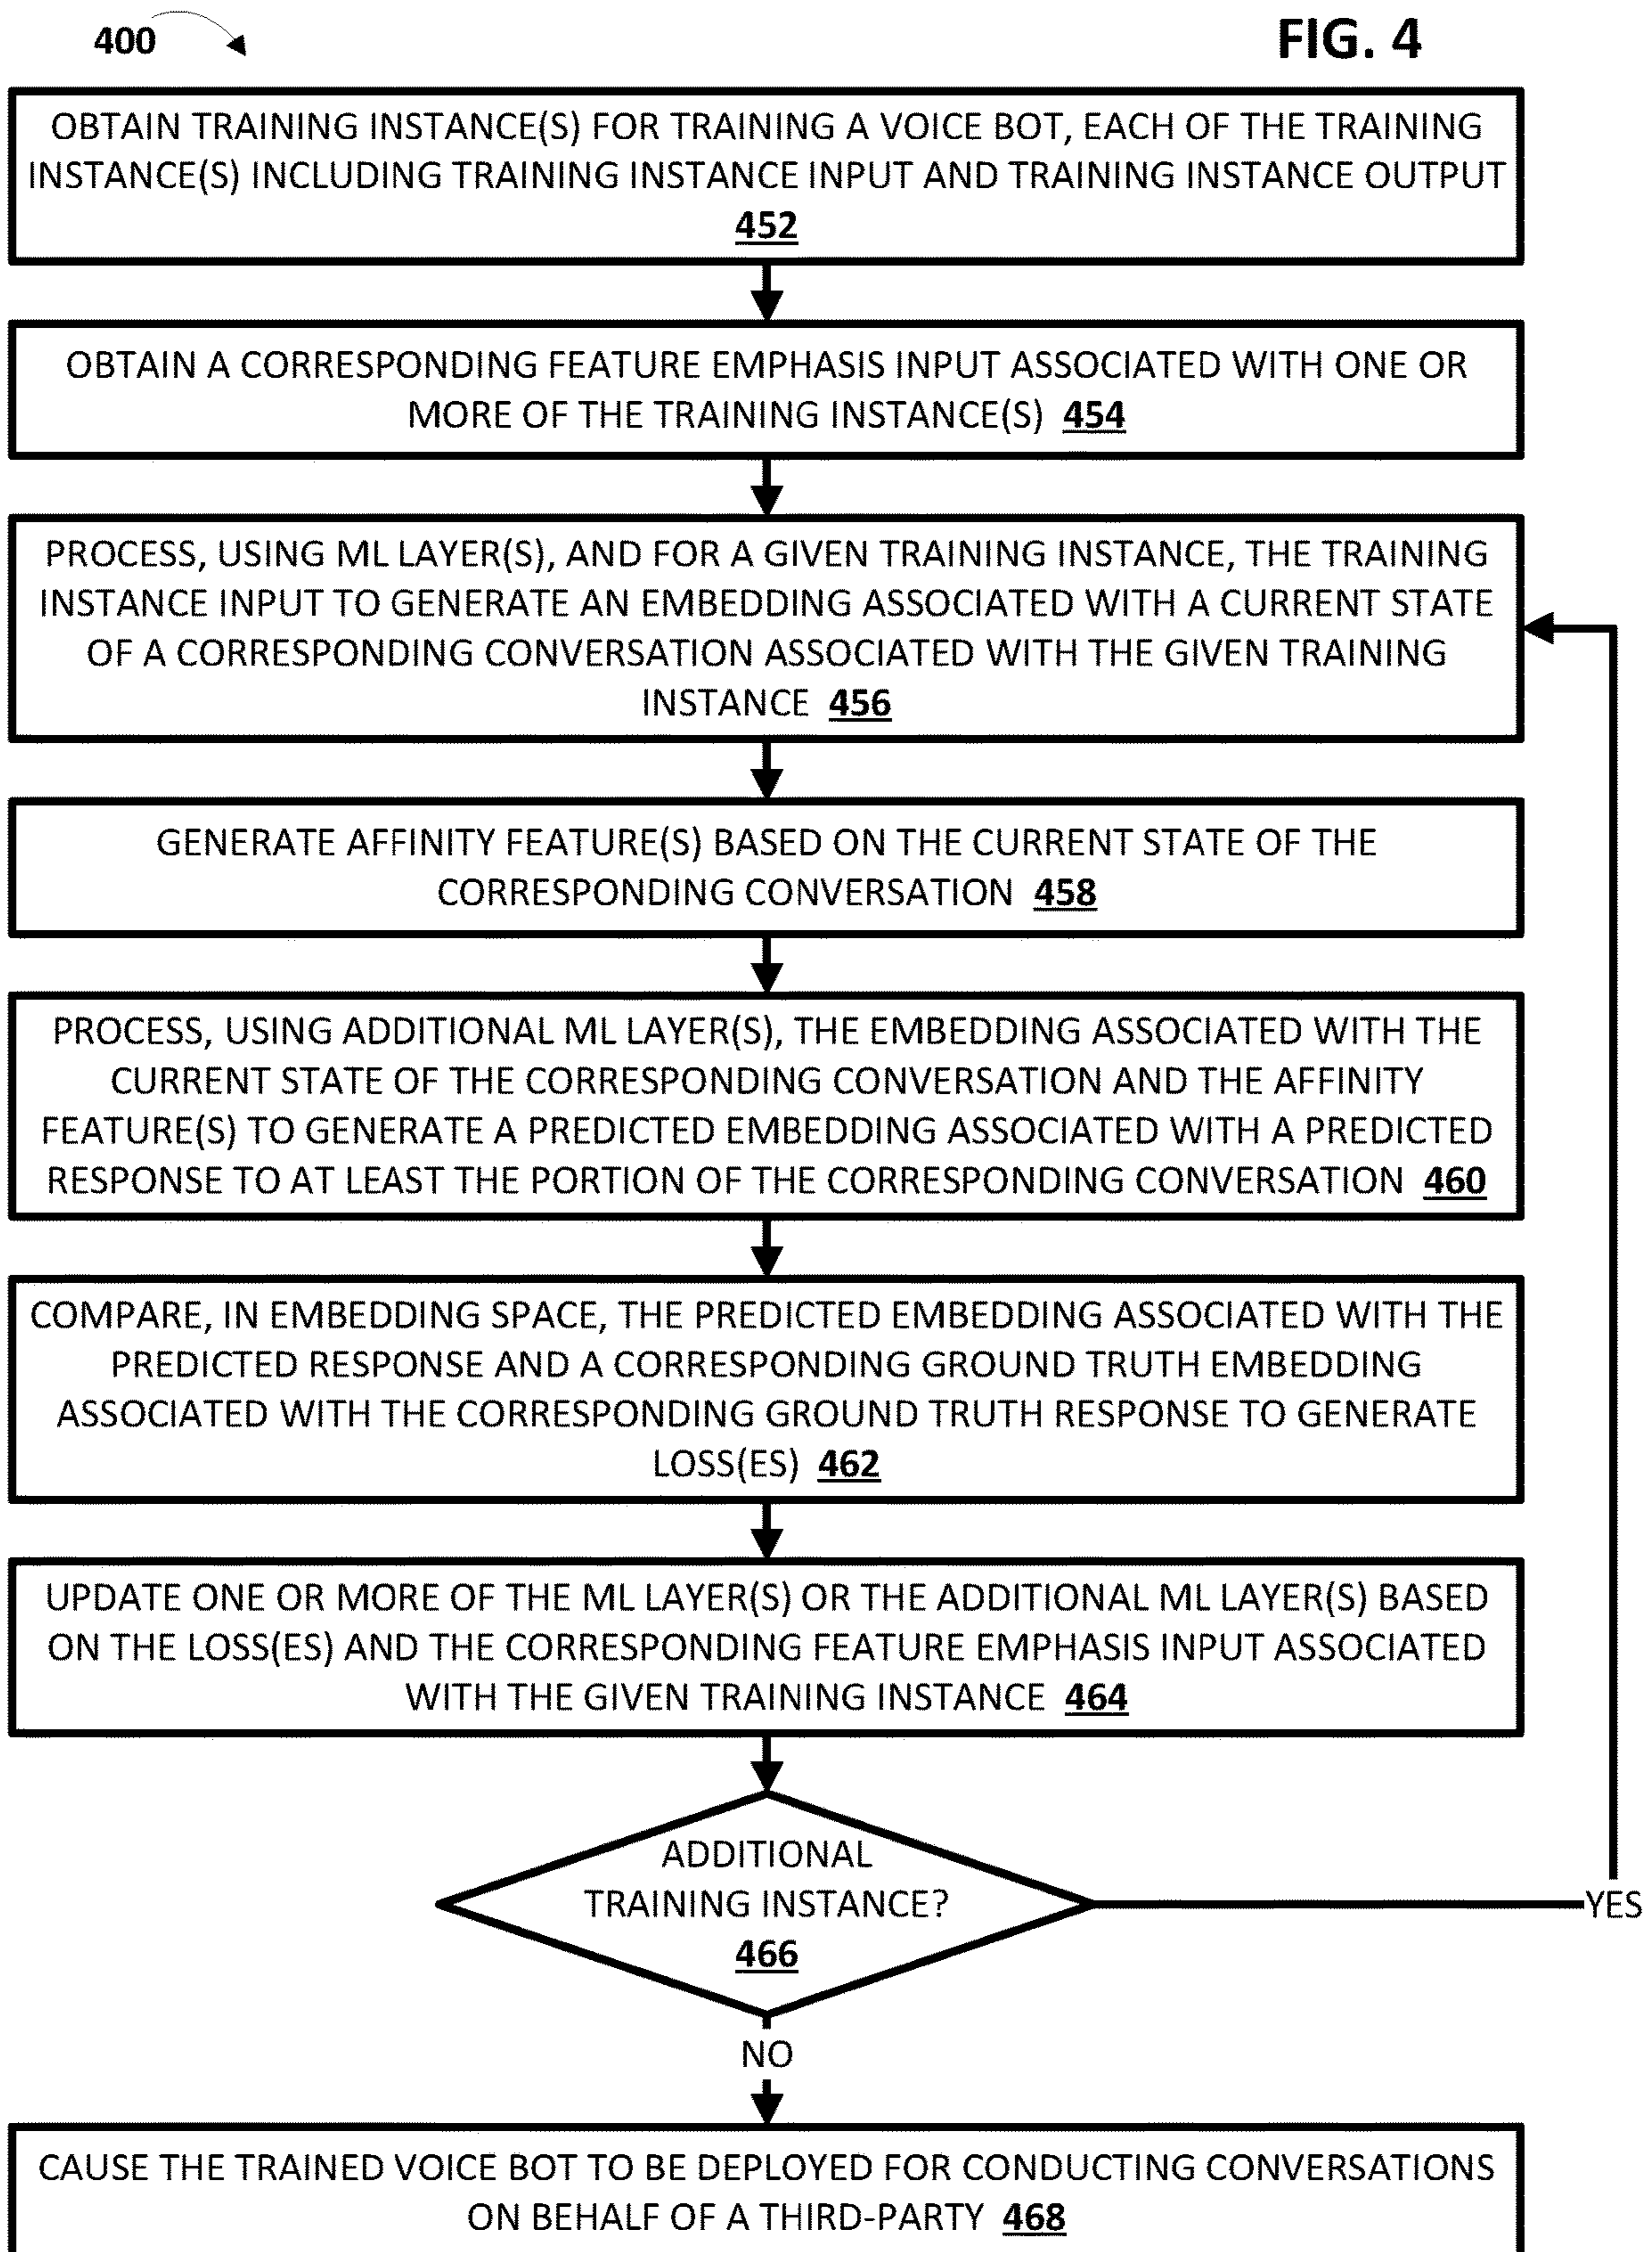 400
FIG. 4
OBTAIN TRAINING INSTANCE(S) FOR TRAINING A VOICE BOT, EACH OF THE TRAINING
INSTANCE(S) INCLUDING TRAINING INSTANCE INPUT AND TRAINING INSTANCE OUTPUT
452
OBTAIN A CORRESPONDING FEATURE EMPHASIS INPUT ASSOCIATED WITH ONE OR
MORE OF THE TRAINING INSTANCE(S) 454
PROCESS, USING ML LAYER(S), AND FOR A GIVEN TRAINING INSTANCE, THE TRAINING
INSTANCE INPUT TO GENERATE AN EMBEDDING ASSOCIATED WITH A CURRENT STATE
OF A CORRESPONDING CONVERSATION ASSOCIATED WITH THE GIVEN TRAINING
INSTANCE 456
GENERATE AFFINITY FEATURE(S) BASED ON THE CURRENT STATE OF THE
CORRESPONDING CONVERSATION 458
PROCESS, USING ADDITIONAL ML LAYER(S), THE EMBEDDING ASSOCIATED WITH THE
CURRENT STATE OF THE CORRESPONDING CONVERSATION AND THE AFFINITY
FEATURE(S) TO GENERATE A PREDICTED EMBEDDING ASSOCIATED WITH A PREDICTED
RESPONSE TO AT LEAST THE PORTION OF THE CORRESPONDING CONVERSATION 460
COMPARE, IN EMBEDDING SPACE, THE PREDICTED EMBEDDING ASSOCIATED WITH THE
PREDICTED RESPONSE AND A CORRESPONDING GROUND TRUTH EMBEDDING
ASSOCIATED WITH THE CORRESPONDING GROUND TRUTH RESPONSE TO GENERATE
LOSS(ES) 462
UPDATE ONE OR MORE OF THE ML LAYER(S) OR THE ADDITIONAL ML LAYER(S) BASED
ON THE LOSS(ES) AND THE CORRESPONDING FEATURE EMPHASIS INPUT ASSOCIATED
WITH THE GIVEN TRAINING INSTANCE 464
ADDITIONAL
TRAINING INSTANCE?
466
YES
NO
CAUSE THE TRAINED VOICE BOT TO BE DEPLOYED FOR CONDUCTING CONVERSATIONS
ON BEHALF OF A THIRD-PARTY 468